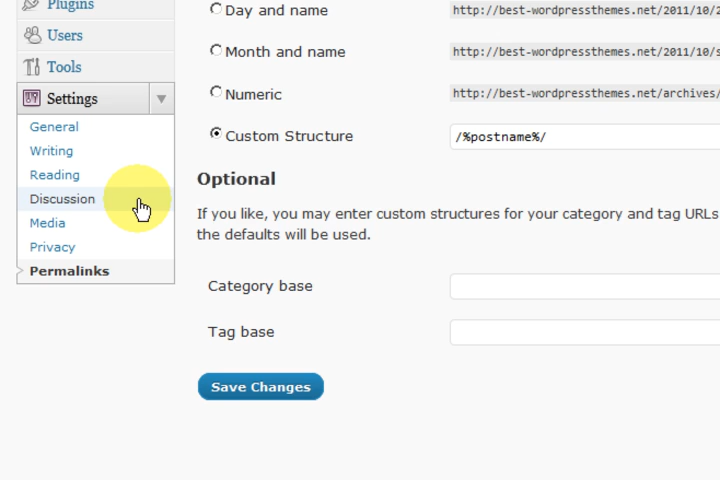 Plugins
Users
Tools
Settings
General
Writing
Reading
Discussion
Media
Privacy
Permalinks
Day and name http://best-wordpressthemes.net/2011/10/2
Month and name http://best-wordpressthemes.net/2011/10/s
Numeric http://best-wordpressthemes.net/archives/
Custom Structure /%postname%/
Optional
If you like, you may enter custom structures for your category and tag URLs
the defaults will be used.
Category base
Tag base
Save Changes